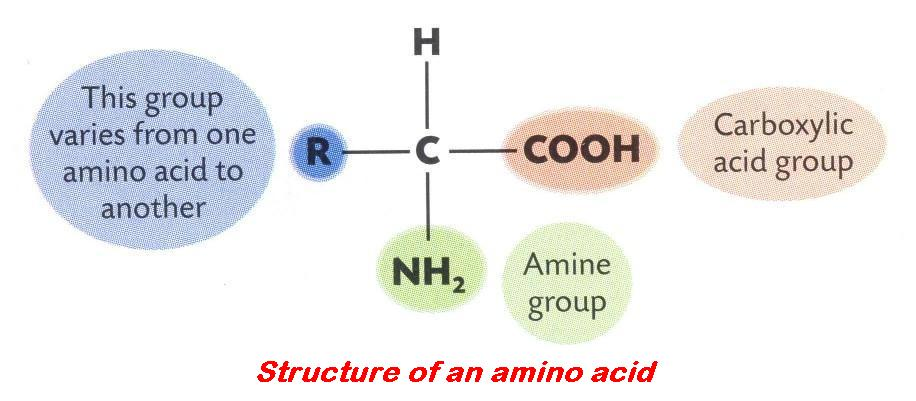 H
This group
varies from one
amino acid to
another
R
C
COOH
Carboxylic
acid group
NH₂
Amine
group
Structure of an amino acid